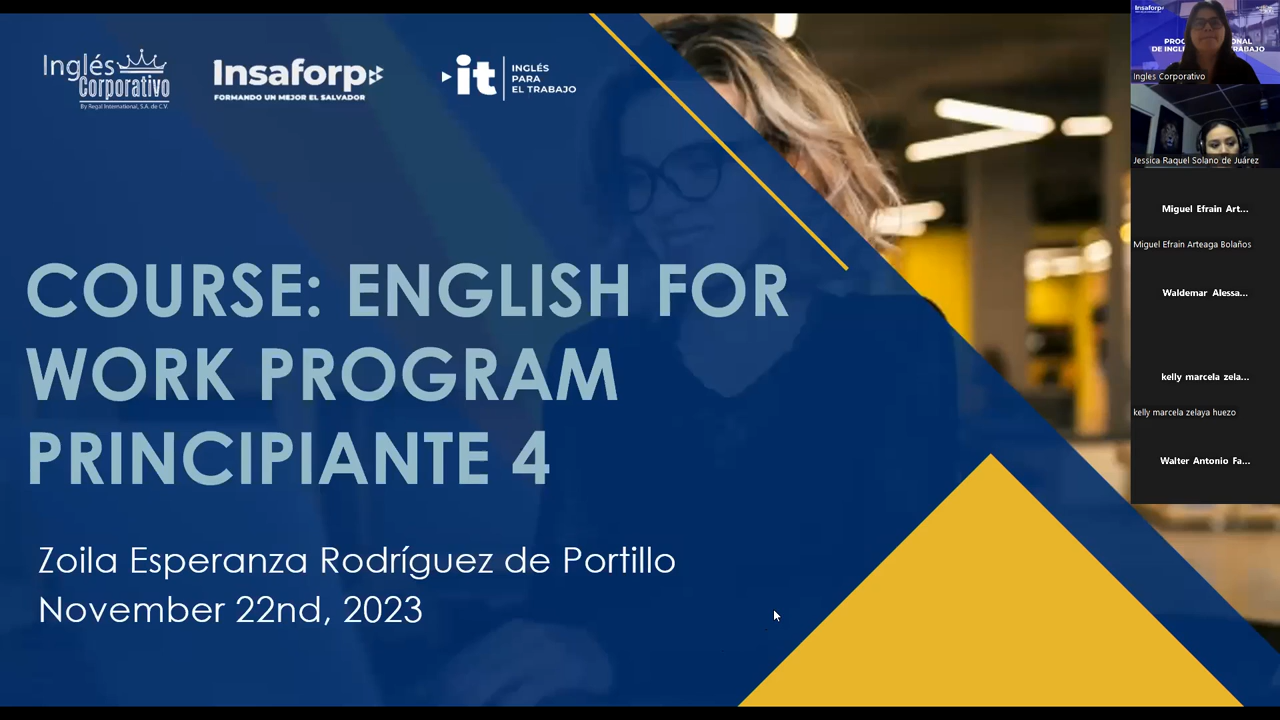 Inglés
Corporativo
By Regal International, S.A. de C.V.
Insaforp
FORMANDO UN MEJOR EL SALVADOR
it
INGLÉS
PARA
EL TRABAJO
COURSE: ENGLISH FOR
WORK PROGRAM
PRINCIPIANTE 4
Zoila Esperanza Rodríguez de Portillo
November 22nd, 2023
Insaforp
Ingles Corporativo
Jessica Raquel Solano de Juárez
Miguel Efrain Art...
Miguel Efrain Arteaga Bolaños
Waldemar Alessa...
kelly marcela zela...
kelly marcela zelaya huezo
Walter Antonio Fa...